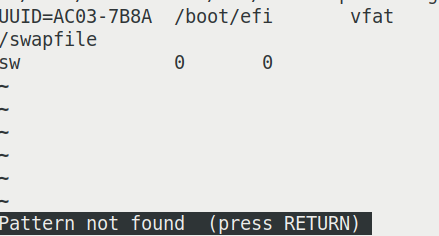 UUID=AC03-7B8A /boot/efi vfat
/swapfile
sw 0 0
~
~
~
~
~
~
Pattern not found (press RETURN)